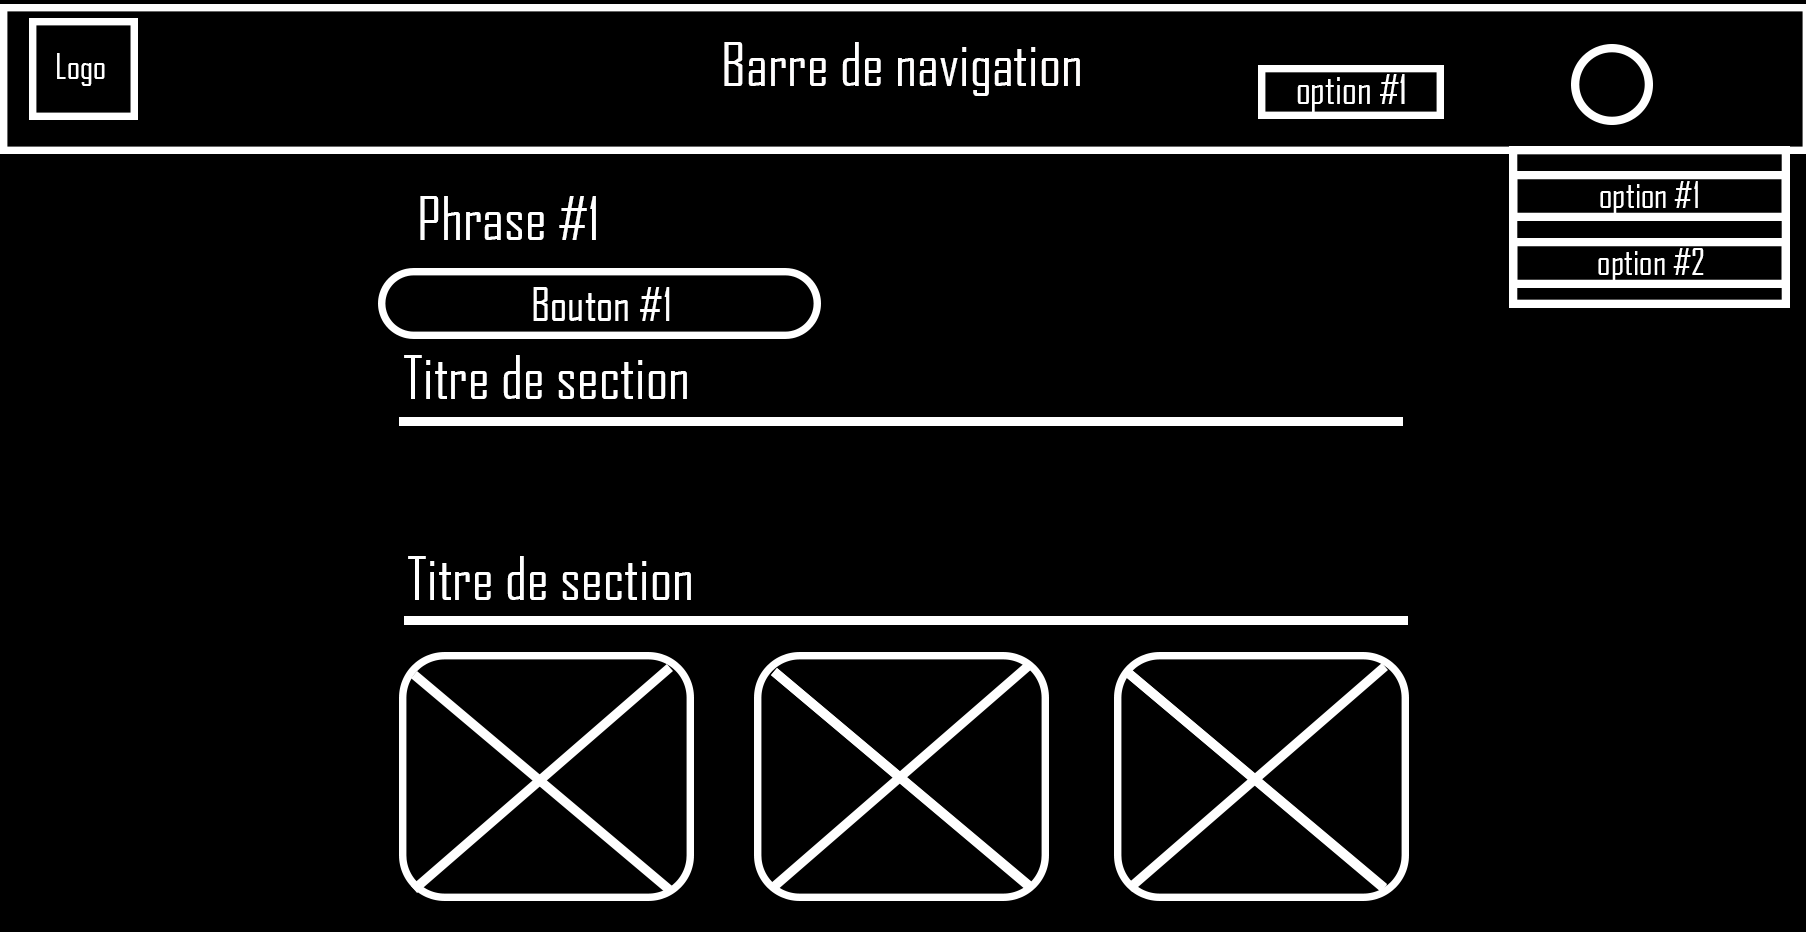 Logo
Barre de navigation
option #1
option #1
option #2
Phrase #1
Bouton #1
Titre de section
Titre de section